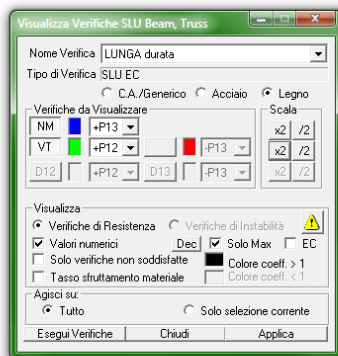 Visualizza Verifiche SLU Beam, Truss
Nome Verifica LUNGA durata
Tipo di Verifica SLU EC
C.A./Generico Acciaio Legno
Verifiche da Visualizzare Scala
NM +P13 x2 /2
VT +P12 -P13 x2 /2
D12 +P12 D13 -P13 x2 /2
Visualizza
Verifiche di Resistenza Verifiche di Instabilità
Valori numerici Dec Solo Max EC
Solo verifiche non soddisfatte Colore coeff. > 1
Tasso sfruttamento materiale Colore coeff. < 1
Agisci su:
Tutto Solo selezione corrente
Esegui Verifiche Chiudi Applica